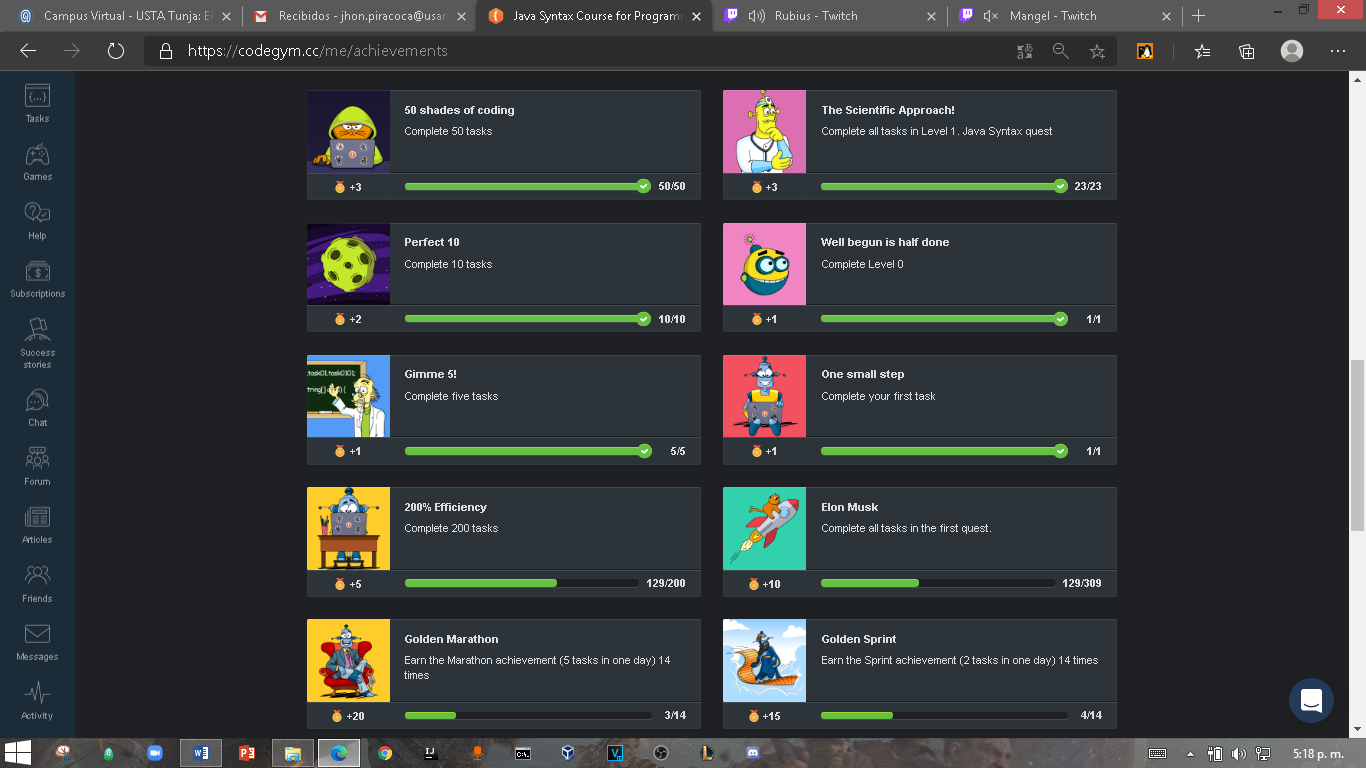 Campus Virtual - USTA Tunja: E
Recibidos - jhon.piracoca@usan
Java Syntax Course for Programm
Rubius - Twitch
Mangel - Twitch
https://codegym.cc/me/achievements
Tasks
Games
Help
Subscriptions
Success
stories
Chat
Forum
Articles
Friends
Messages
Activity
50 shades of coding
Complete 50 tasks
+3
50/50
The Scientific Approach!
Complete all tasks in Level 1. Java Syntax quest
+3
23/23
Perfect 10
Complete 10 tasks
+2
10/10
Well begun is half done
Complete Level 0
+1
1/1
Gimme 5!
Complete five tasks
+1
5/5
One small step
Complete your first task
+1
1/1
200% Efficiency
Complete 200 tasks
+5
129/200
Elon Musk
Complete all tasks in the first quest.
+10
129/309
Golden Marathon
Earn the Marathon achievement (5 tasks in one day) 14
times
+20
3/14
Golden Sprint
Earn the Sprint achievement (2 tasks in one day) 14 times
+15
4/14
5:18 p. m.